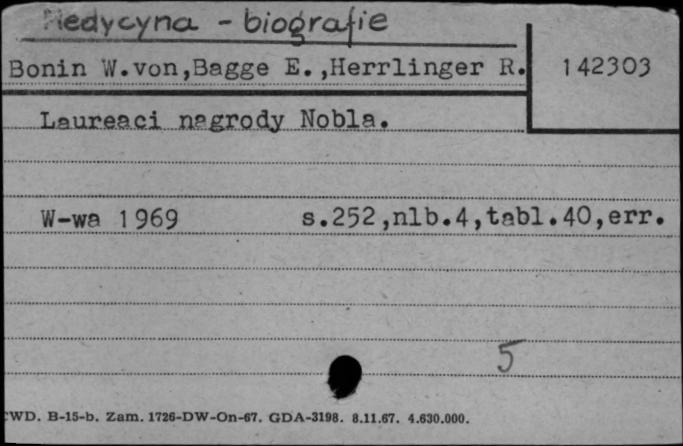 Medycyna - biografie
Bonin W.von,Bagge E.,Herrlinger R.
142303
Laureaci nagrody Nobla.
W-wa 1969 s.252,nlb.4,tabl.40,err.
5
CWD. B-15-b. Zam. 1726-DW-On-67. GDA-3198. 8.11.67. 4.630.000.